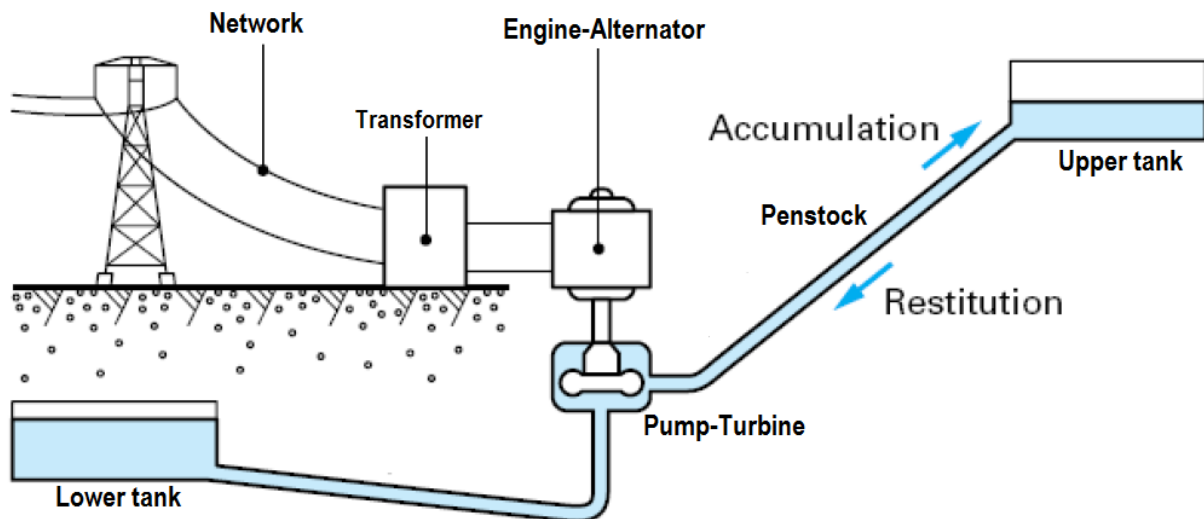 Network
Engine-Alternator
Transformer
Accumulation
Upper tank
Penstock
Restitution
Pump-Turbine
Lower tank